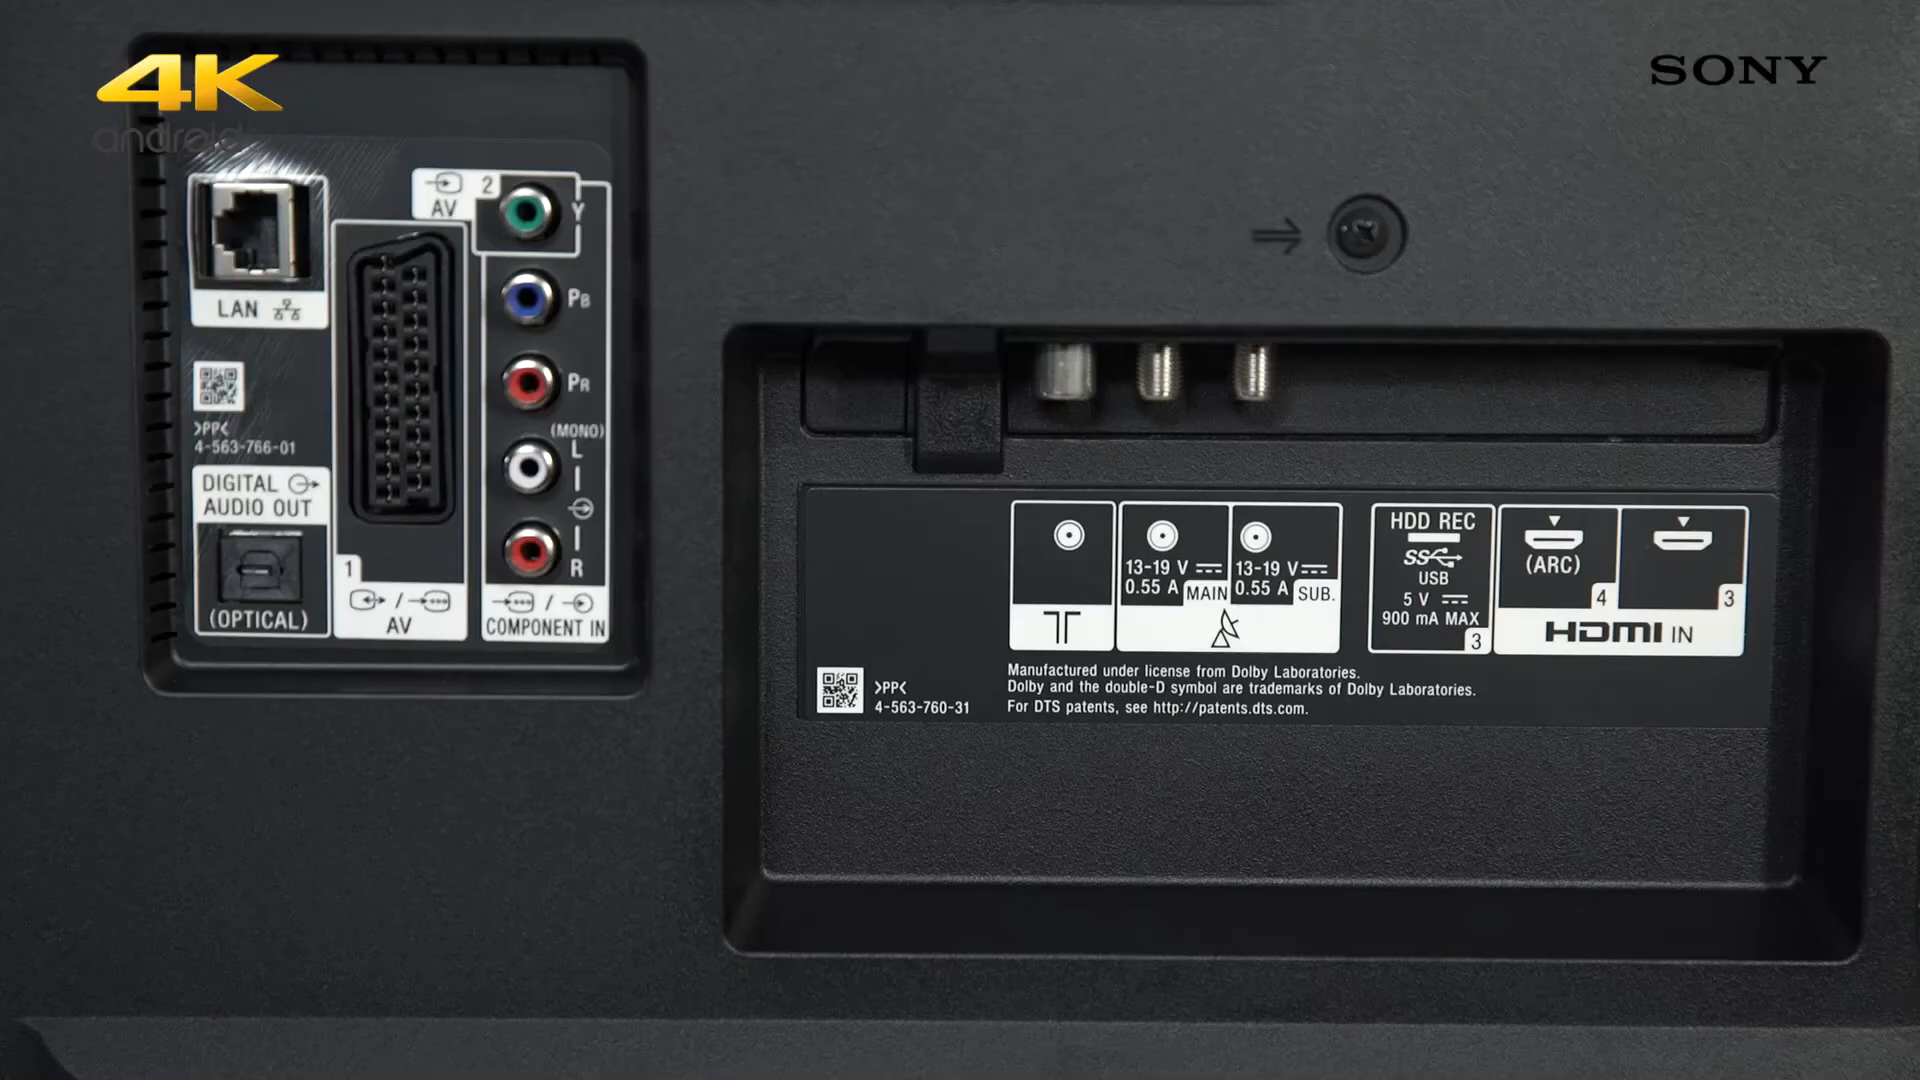 4K
android
SONY
2
AV
Y
LAN
PB
PR
(MONO)
L
R
>PP<
4-563-766-01
DIGITAL
AUDIO OUT
(OPTICAL)
1
/
AV
/
COMPONENT IN
13-19 V
0.55 A MAIN
13-19 V
0.55 A SUB.
HDD REC
SS
USB
5 V
900 mA MAX
3
(ARC)
4
3
HDMI IN
>PP<
4-563-760-31
Manufactured under license from Dolby Laboratories.
Dolby and the double-D symbol are trademarks of Dolby Laboratories.
For DTS patents, see http://patents.dts.com.